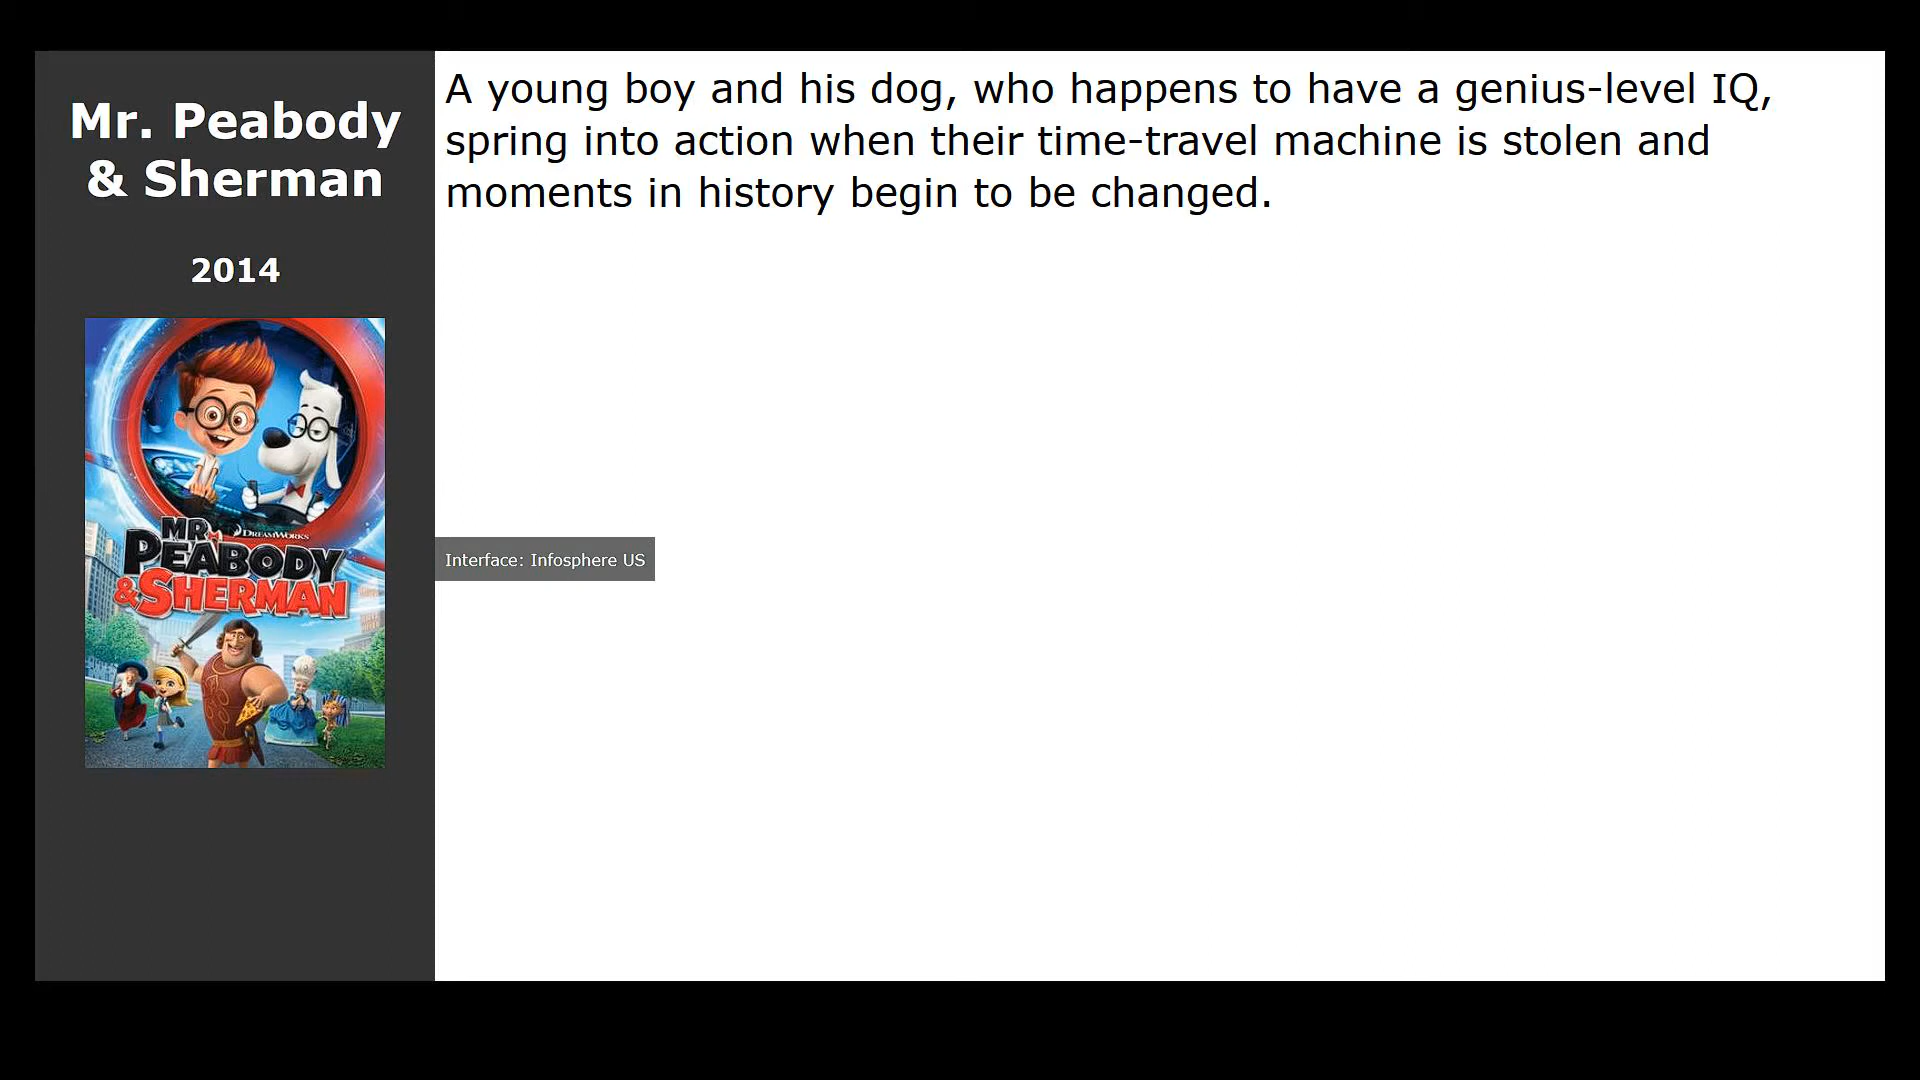 Mr. Peabody
& Sherman
2014
MR.
DREAMWORKS
PEABODY
& SHERMAN
A young boy and his dog, who happens to have a genius-level IQ,
spring into action when their time-travel machine is stolen and
moments in history begin to be changed.
Interface: Infosphere US